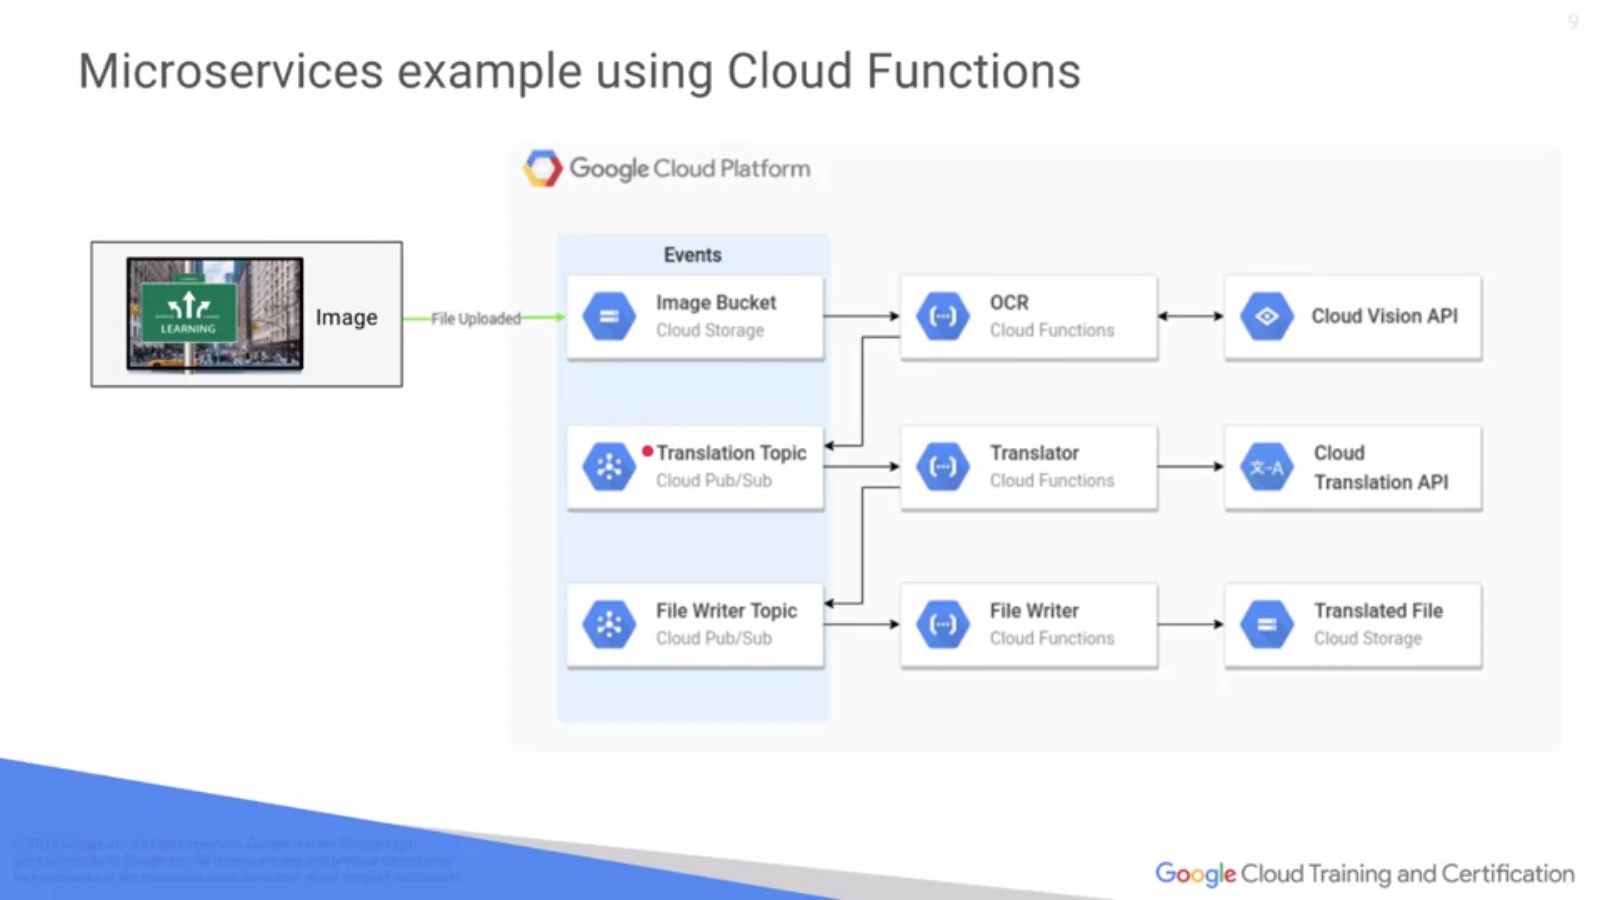 9
Microservices example using Cloud Functions
Google Cloud Platform
Events
LEARNING
Image
File Uploaded
Image Bucket
Cloud Storage
OCR
Cloud Functions
Cloud Vision API
Translation Topic
Cloud Pub/Sub
Translator
Cloud Functions
文-A
Cloud
Translation API
File Writer Topic
Cloud Pub/Sub
File Writer
Cloud Functions
Translated File
Cloud Storage
Google Cloud Training and Certification